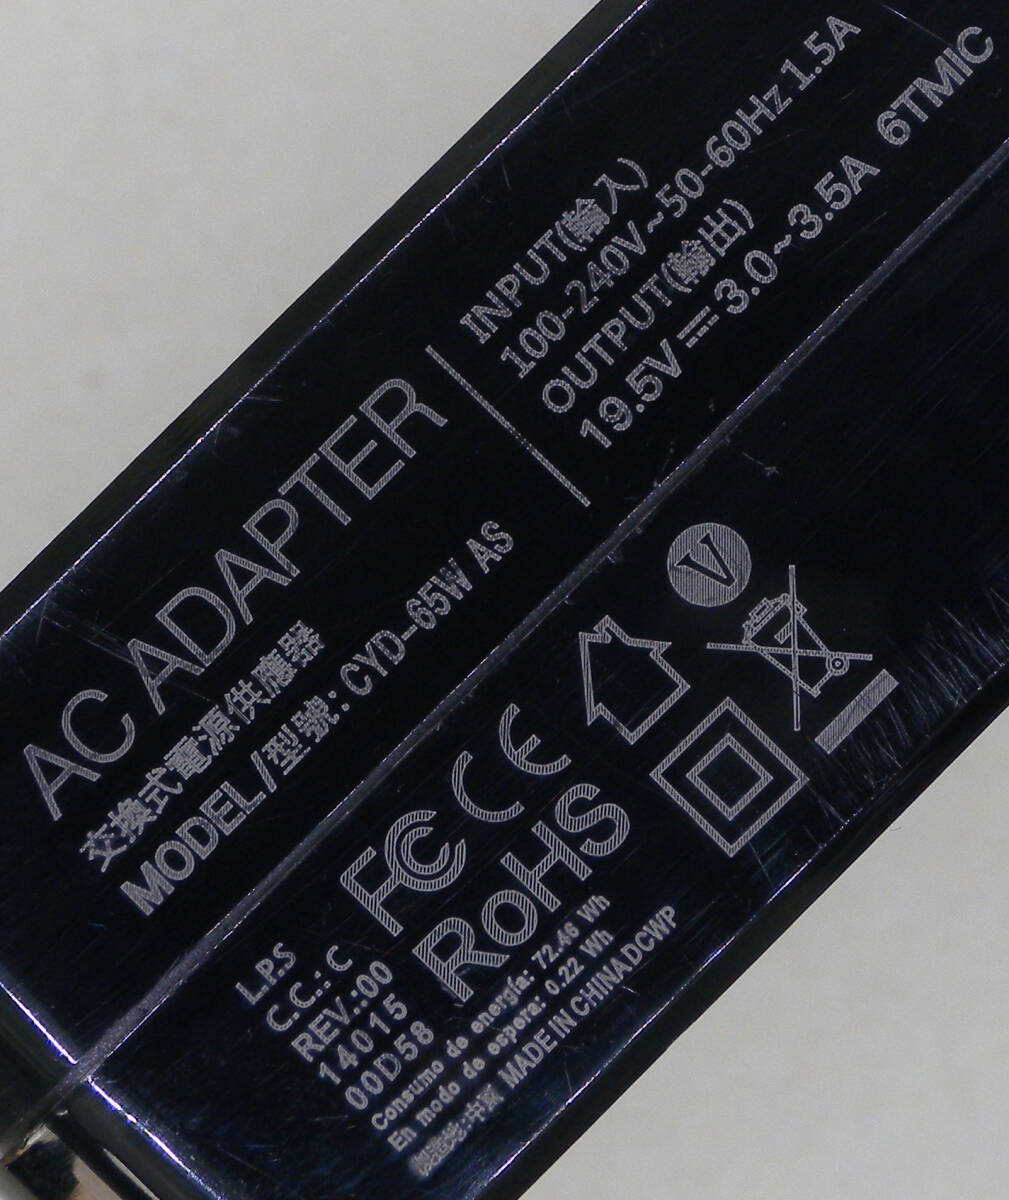 AC ADAPTER
交換式電源供應器
MODEL/型號:CYD-65W AS
INPUT(輸入)
100-240V~50-60Hz 1.5A
OUTPUT(輸出)
19.5V⎓3.0~3.5A 6TMIC
V
FC CE
RoHS
L.P.S
C.C.: C
REV.:00
14015
00D58
Consumo de energía: 72.46 Wh
En modo de espera: 0.22 Wh
MADE IN CHINADCWP